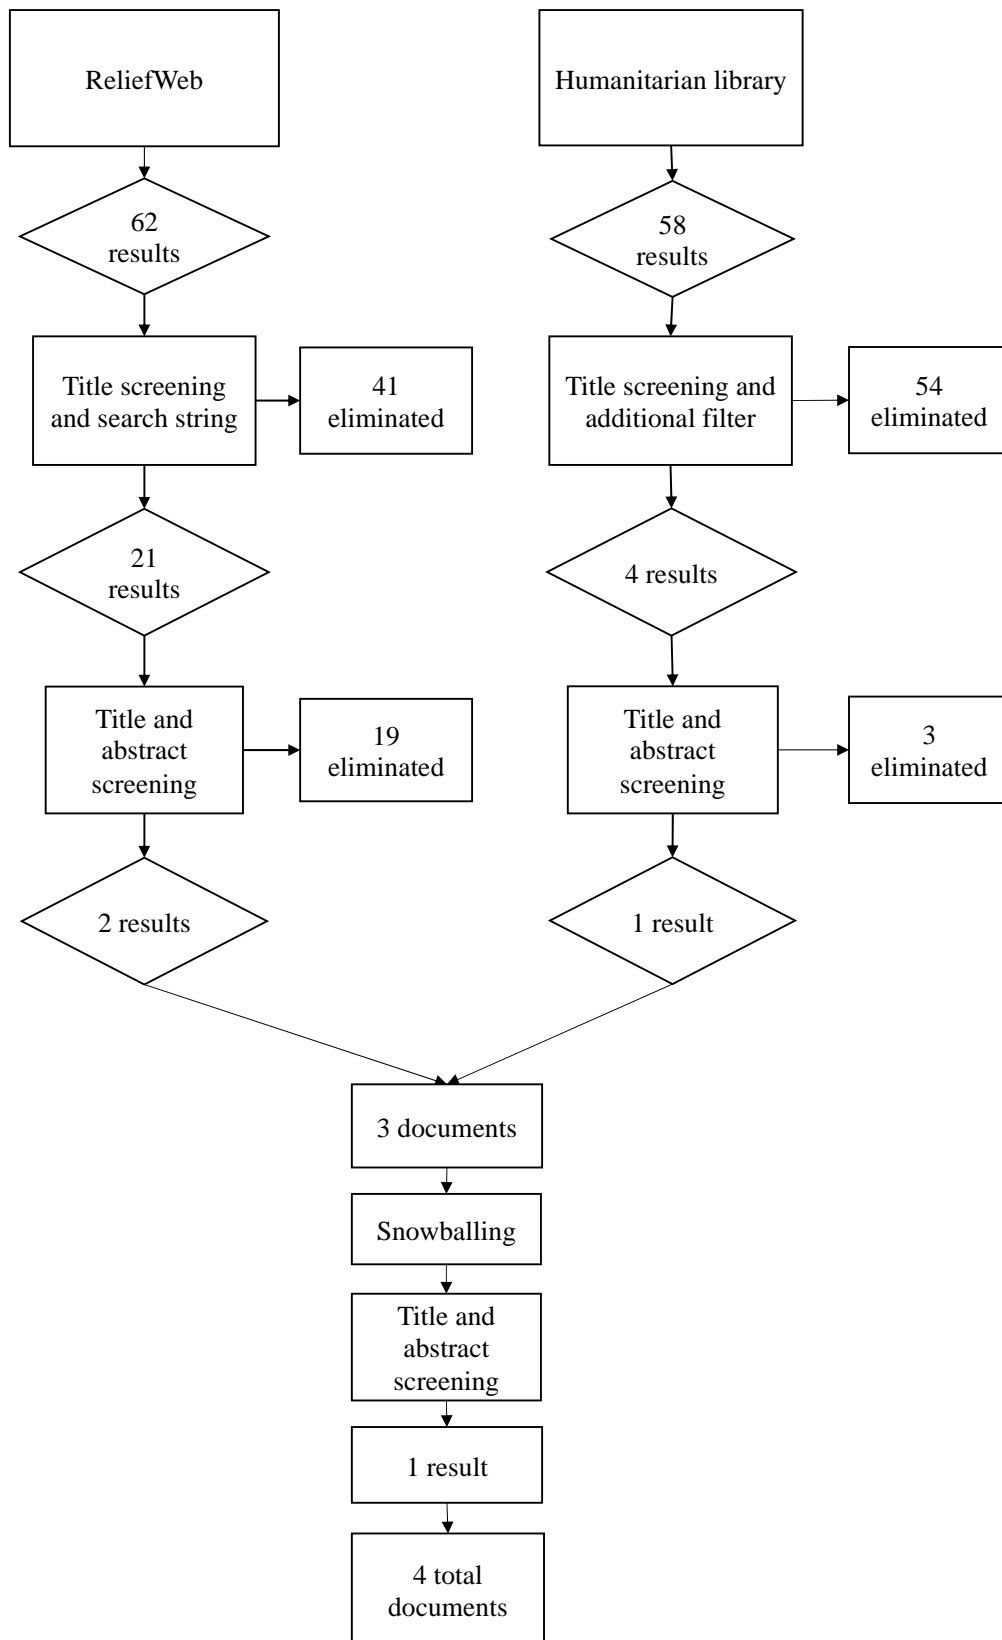 ReliefWeb
Humanitarian library
62
results
58
results
Title screening
and search string
41
eliminated
Title screening and
additional filter
54
eliminated
21
results
4 results
Title and
abstract
screening
19
eliminated
Title and
abstract
screening
3
eliminated
2 results
1 result
3 documents
Snowballing
Title and
abstract
screening
1 result
4 total
documents